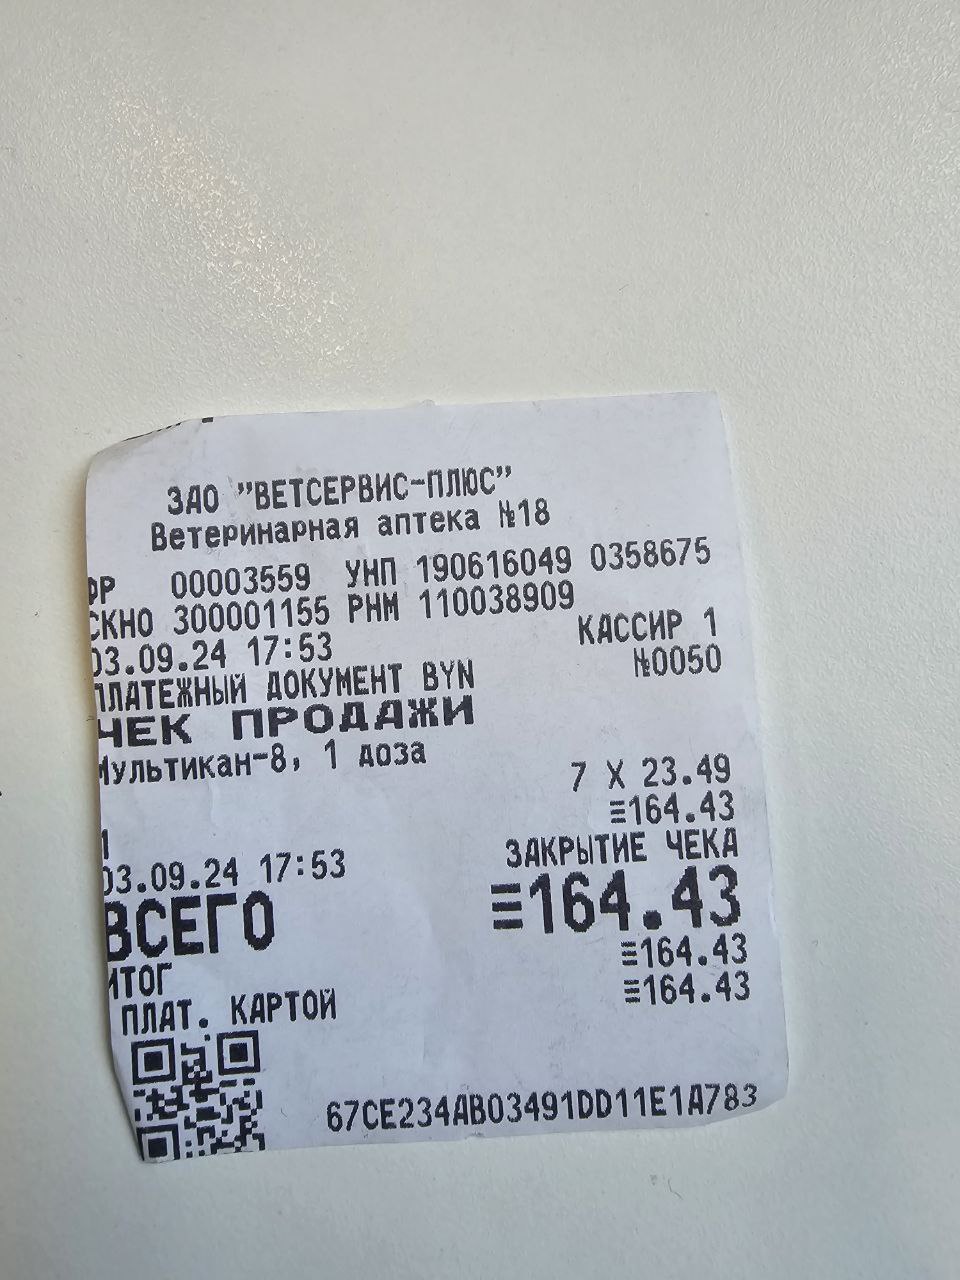 ЗАО "ВЕТСЕРВИС-ПЛЮС"
Ветеринарная аптека №18
ФР 00003559 УНП 190616049 0358675
СКНО 300001155 РНМ 110038909
КАССИР 1
03.09.24 17:53 №0050
ПЛАТЕЖНЫЙ ДОКУМЕНТ BYN
ЧЕК ПРОДАЖИ
Мультикан-8, 1 доза
7 X 23.49
≡164.43
1
ЗАКРЫТИЕ ЧЕКА
03.09.24 17:53
ВСЕГО ≡164.43
ИТОГ ≡164.43
ПЛАТ. КАРТОЙ ≡164.43
67CE234AB03491DD11E1A783